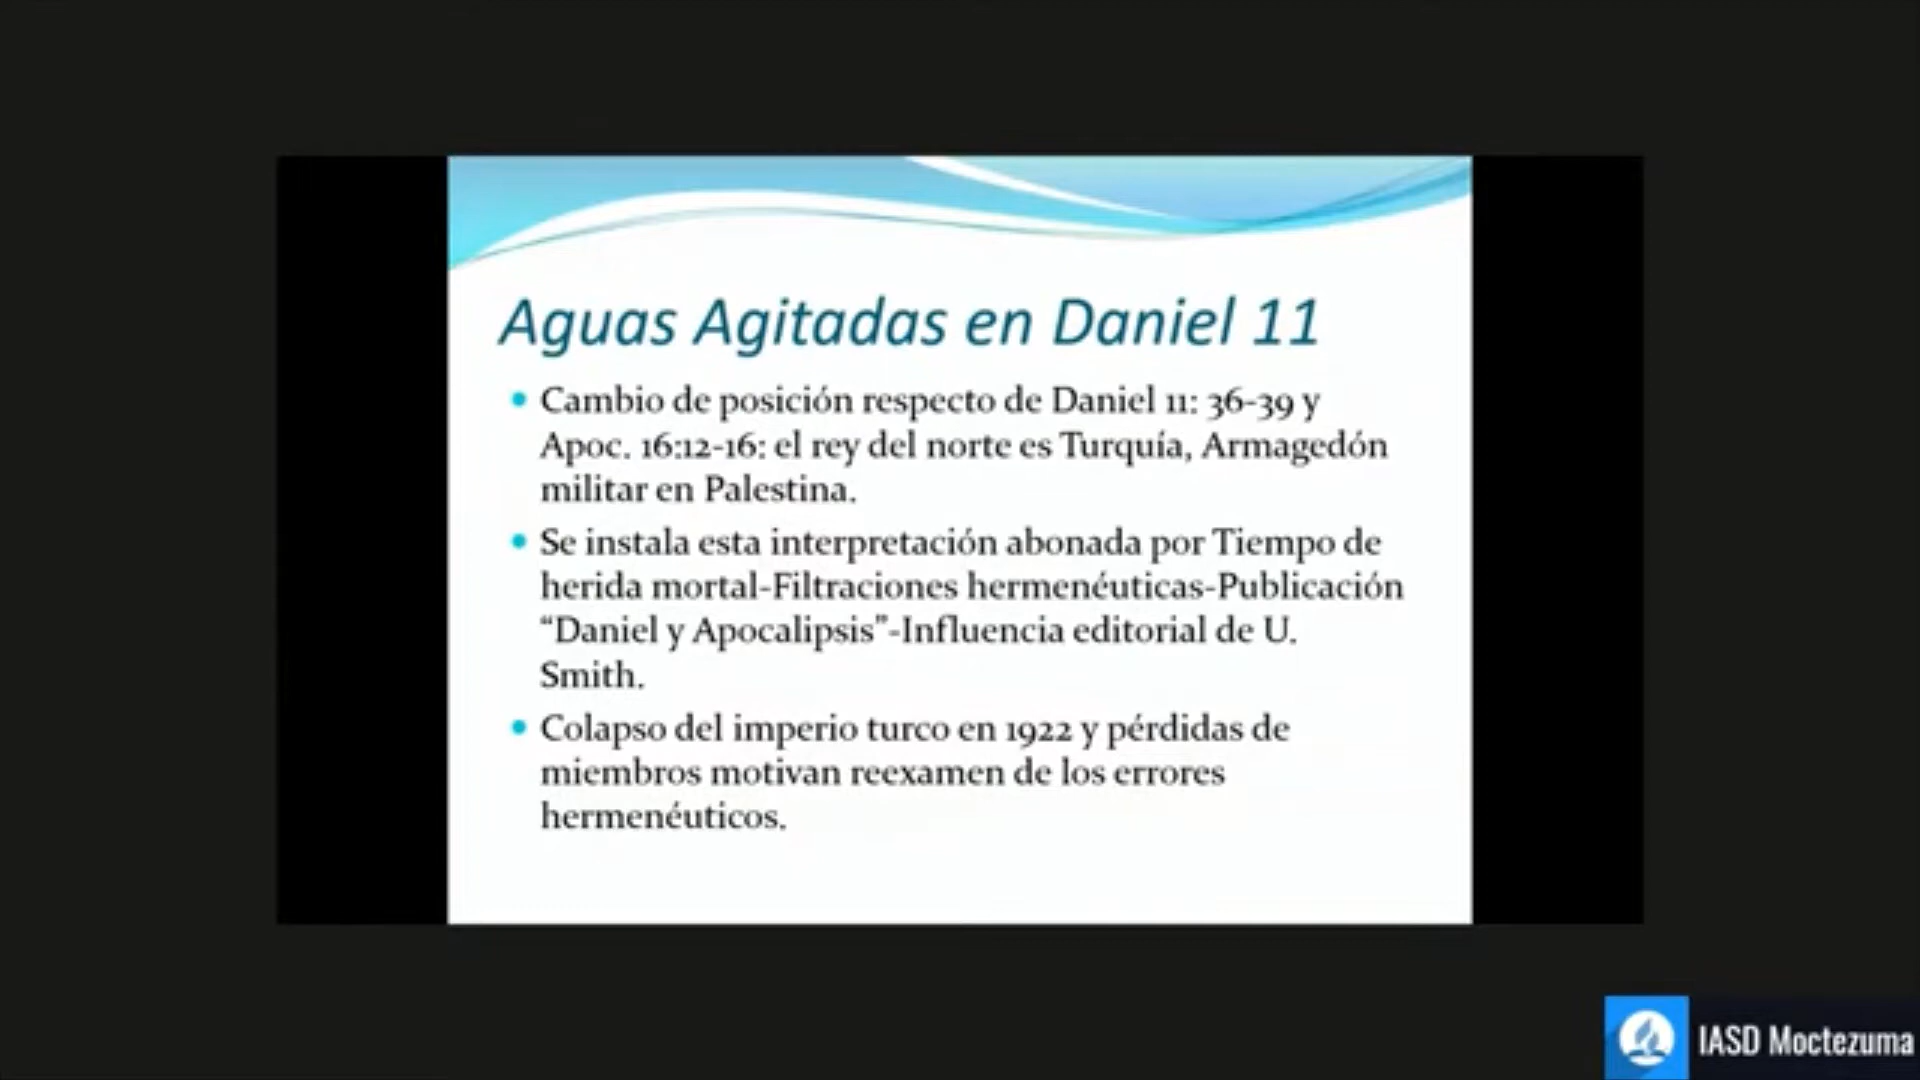 Aguas Agitadas en Daniel 11
• Cambio de posición respecto de Daniel 11: 36-39 y
Apoc. 16:12-16: el rey del norte es Turquía, Armagedón
militar en Palestina.
• Se instala esta interpretación abonada por Tiempo de
herida mortal-Filtraciones hermenéuticas-Publicación
“Daniel y Apocalipsis”-Influencia editorial de U.
Smith.
• Colapso del imperio turco en 1922 y pérdidas de
miembros motivan reexamen de los errores
hermenéuticos.
IASD Moctezuma